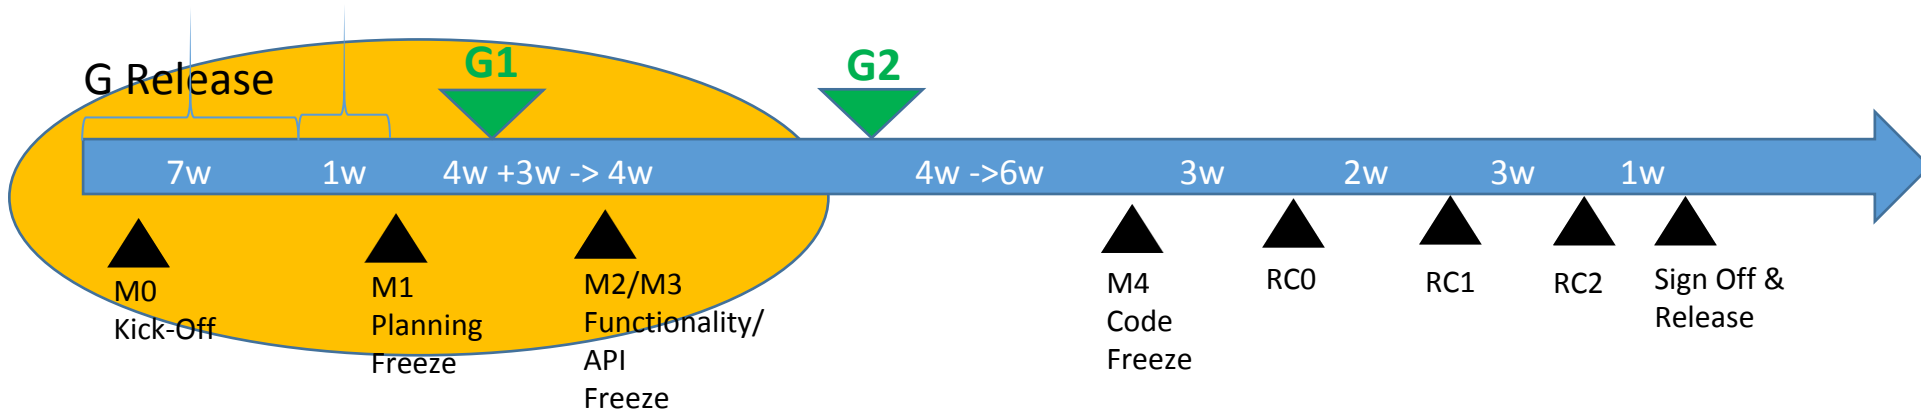 G Release
G1
G2
7w
1w
4w +3w -> 4w
4w ->6w
3w
2w
3w
1w
M0
Kick-Off
M1
Planning
Freeze
M2/M3
Functionality/
API
Freeze
M4
Code
Freeze
RC0
RC1
RC2
Sign Off &
Release